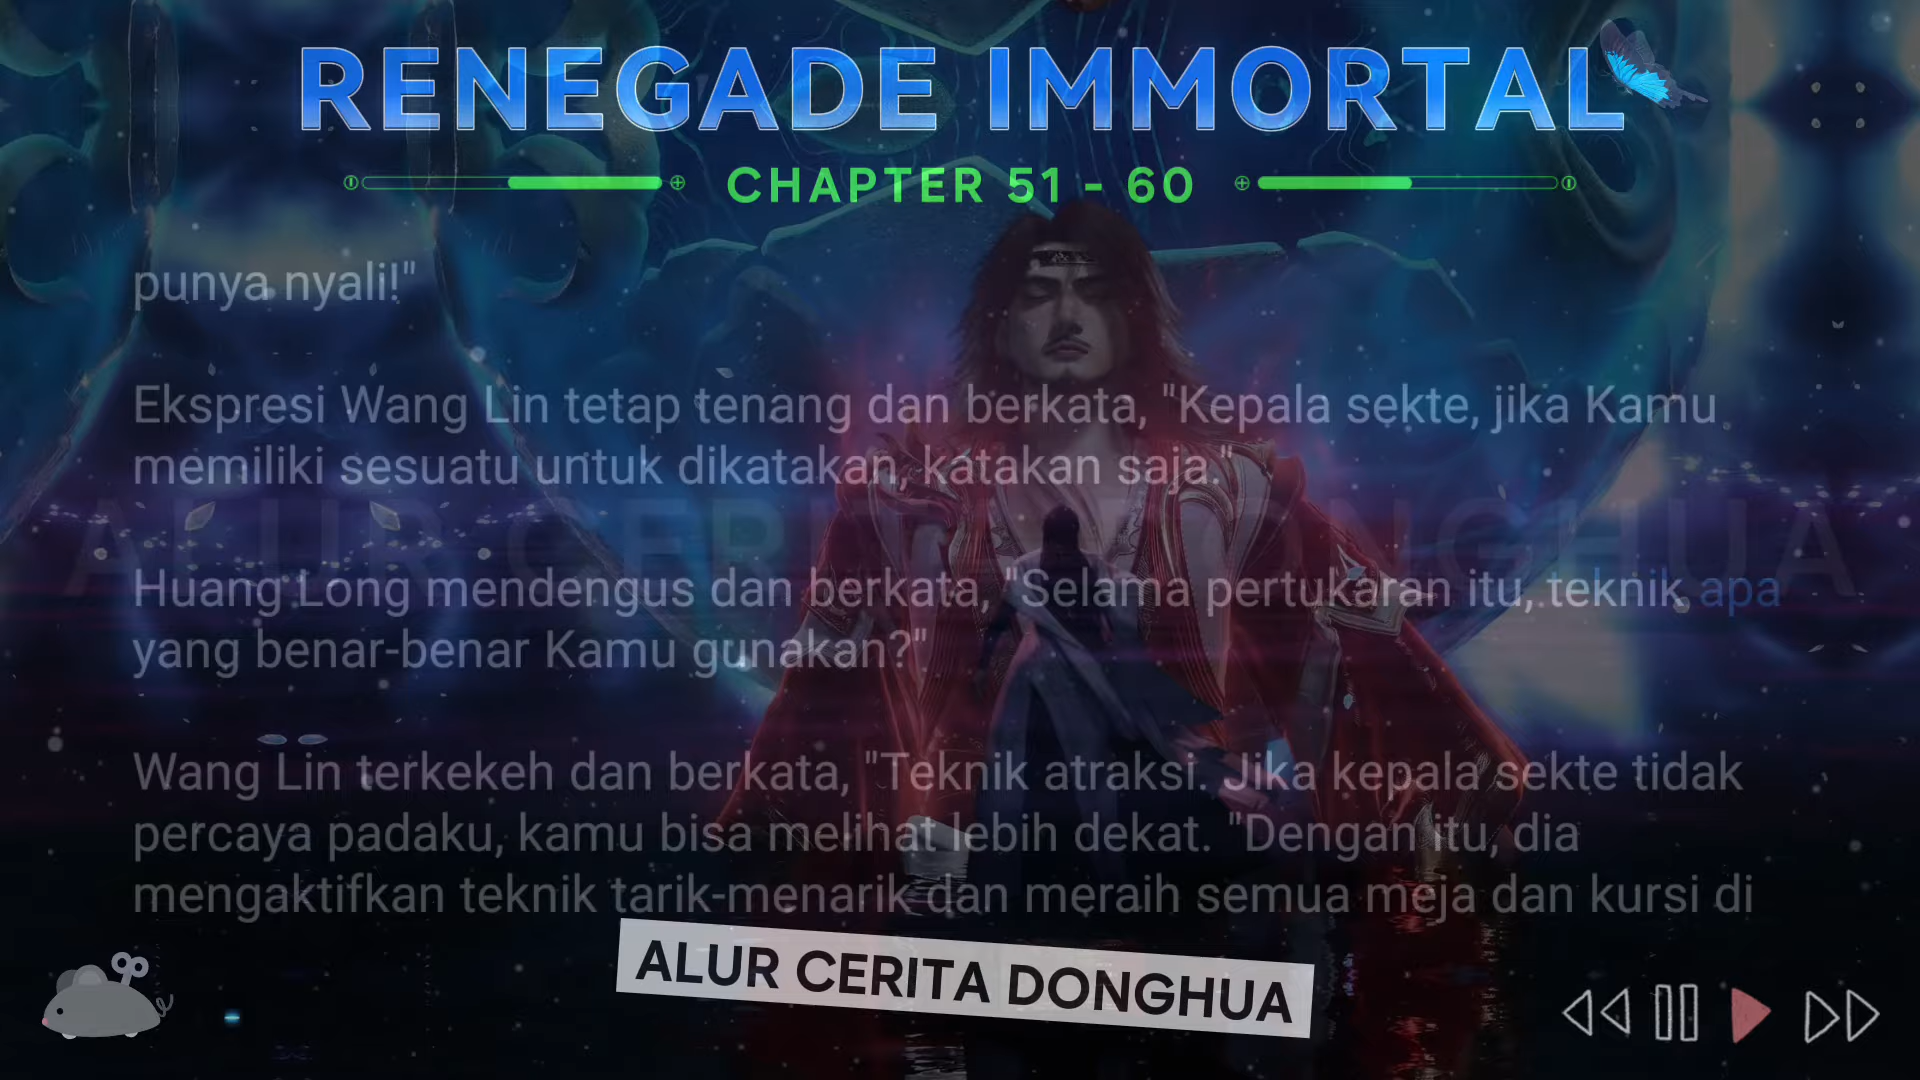 RENEGADE IMMORTAL
CHAPTER 51 - 60
punya nyali!"
Ekspresi Wang Lin tetap tenang dan berkata, "Kepala sekte, jika Kamu
memiliki sesuatu untuk dikatakan, katakan saja."
ALUR CERITA DONGHUA
Huang Long mendengus dan berkata, "Selama pertukaran itu, teknik apa
yang benar-benar Kamu gunakan?"
Wang Lin terkekeh dan berkata, "Teknik atraksi. Jika kepala sekte tidak
percaya padaku, kamu bisa melihat lebih dekat. "Dengan itu, dia
mengaktifkan teknik tarik-menarik dan meraih semua meja dan kursi di
ALUR CERITA DONGHUA